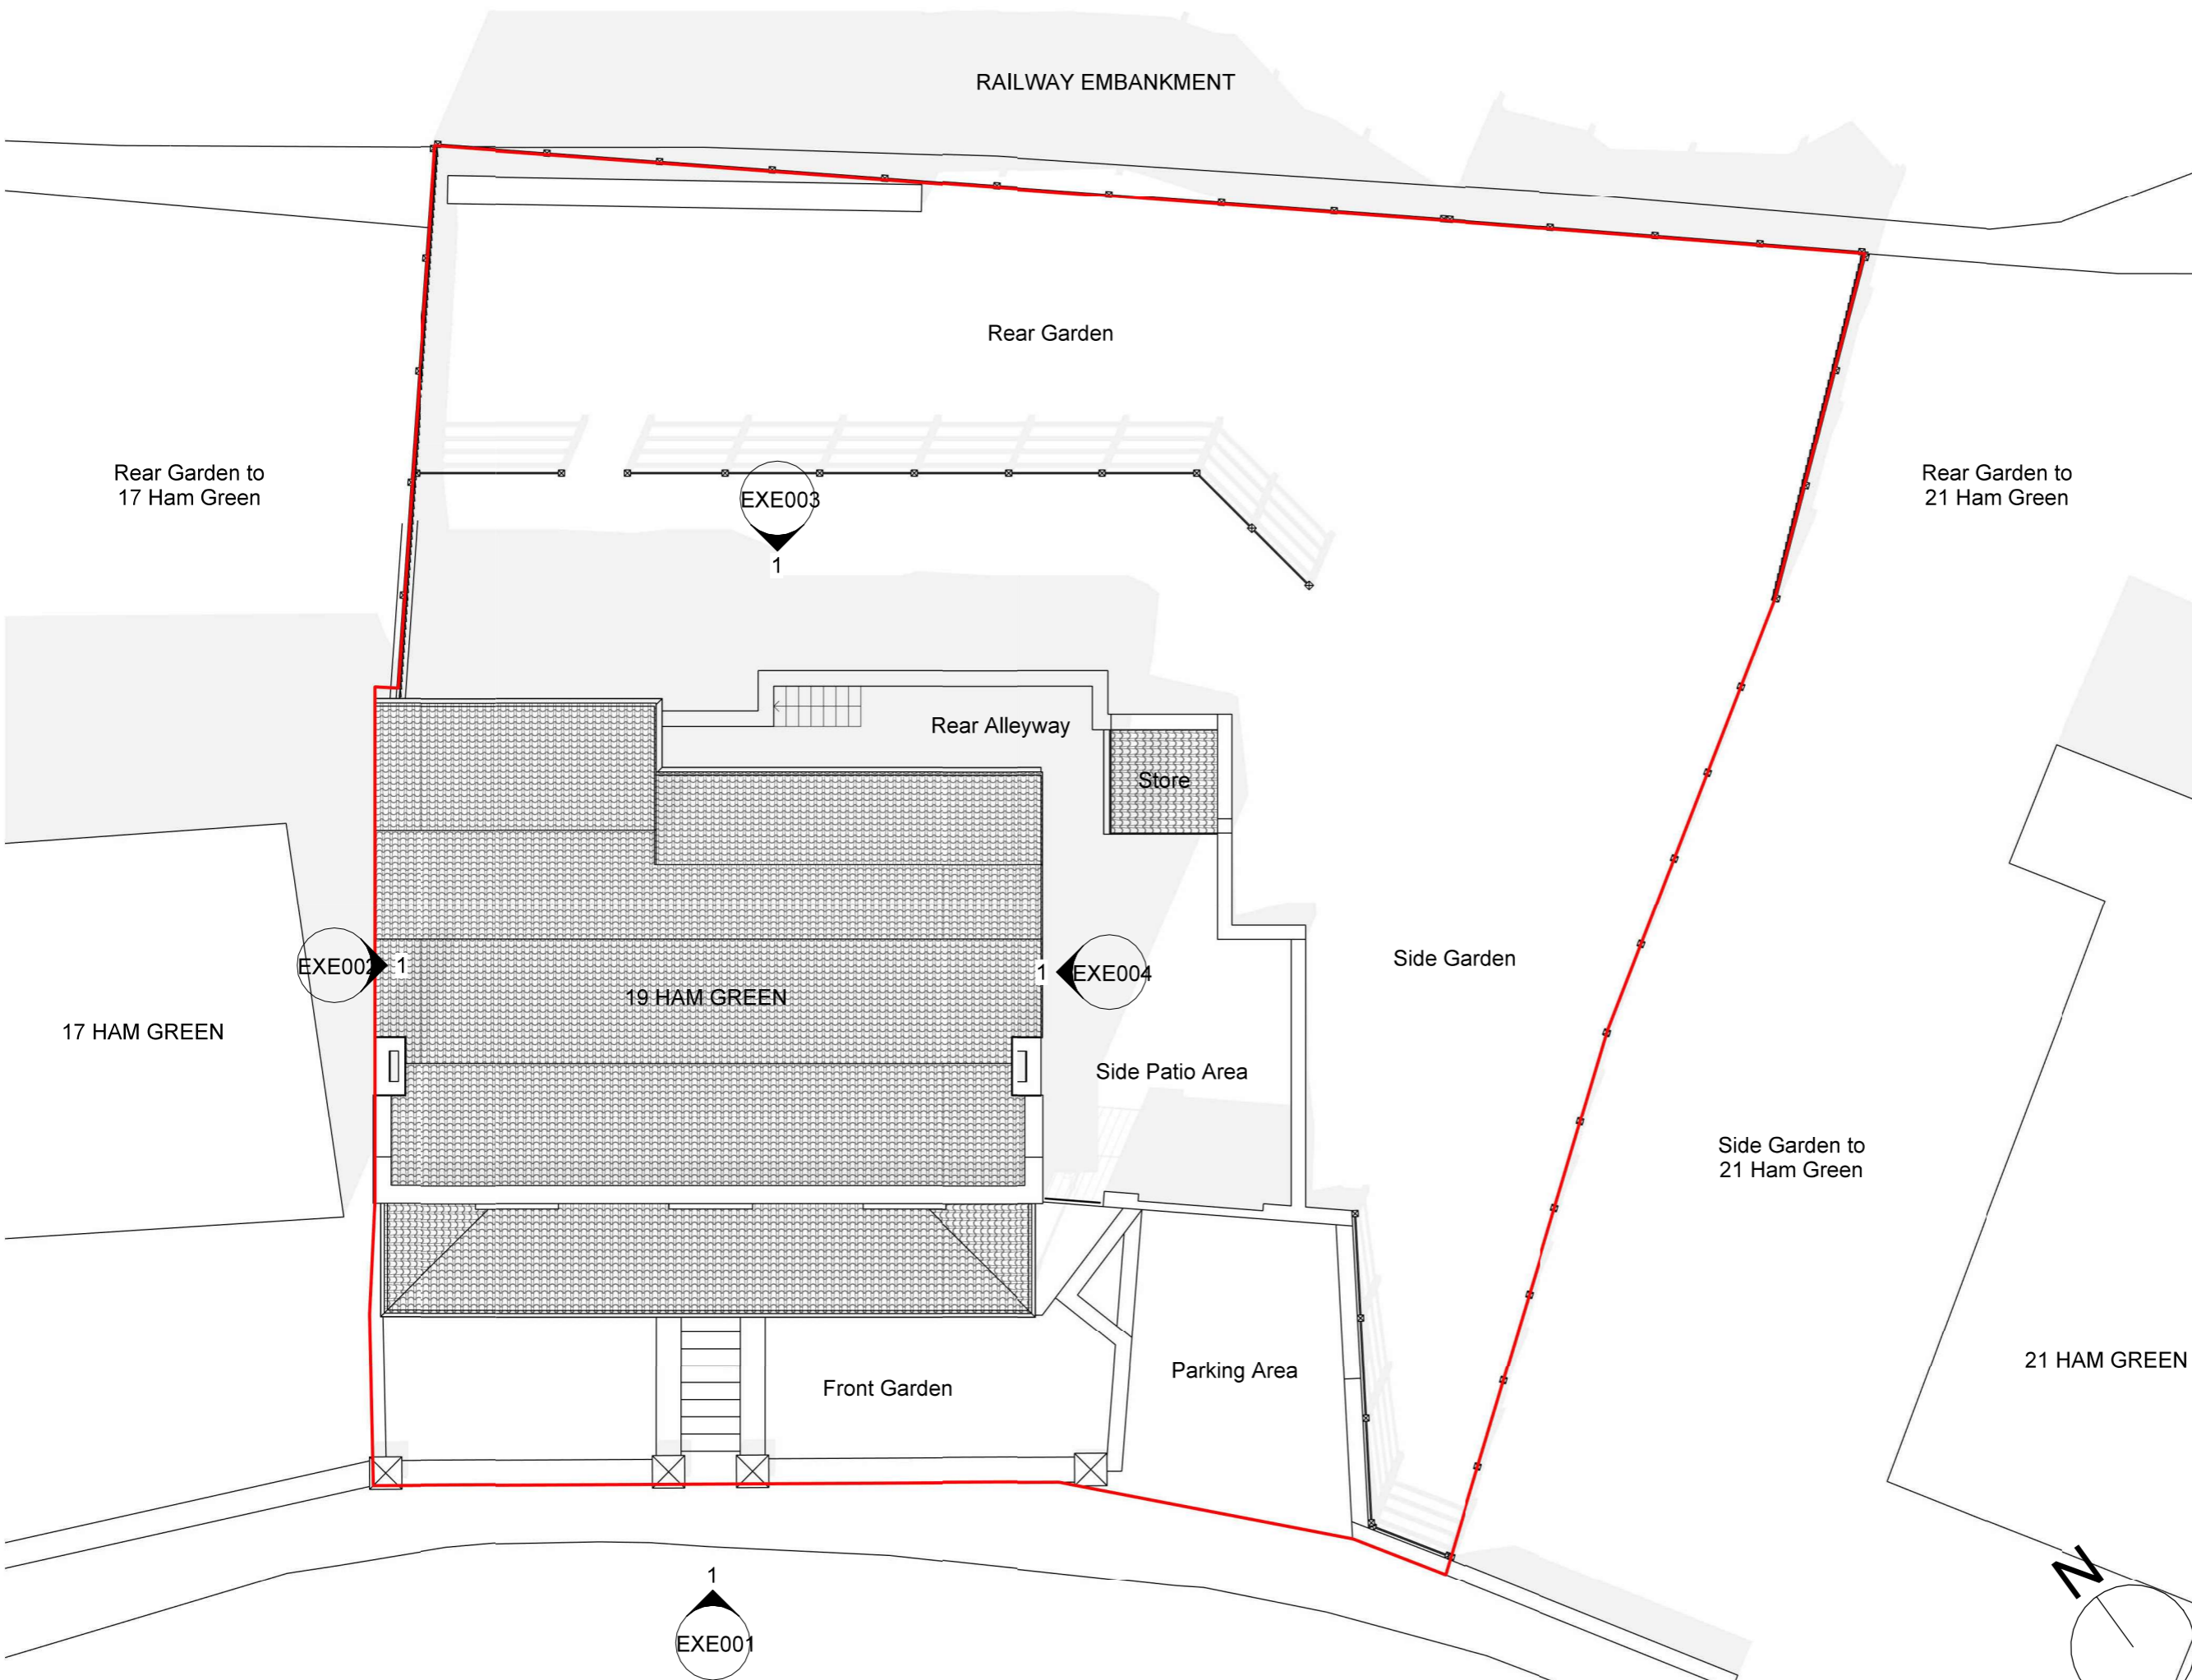 RAILWAY EMBANKMENT
Rear Garden
Rear Garden to
17 Ham Green
EXE003
1
Rear Garden to
21 Ham Green
Rear Alleyway
Store
EXE002
1
19 HAM GREEN
1
EXE004
Side Garden
17 HAM GREEN
Side Patio Area
Side Garden to
21 Ham Green
Front Garden
Parking Area
21 HAM GREEN
1
EXE001
N